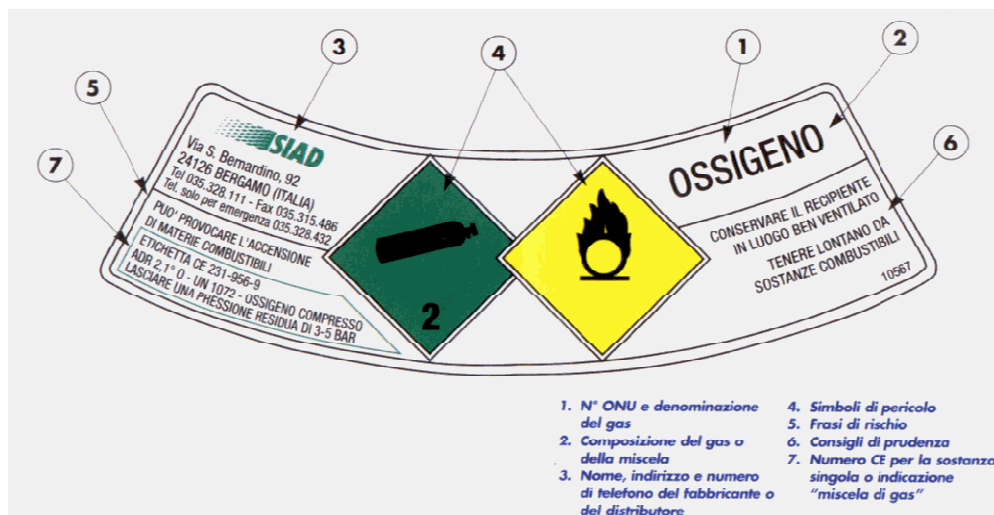 3
4
1
2
5
7
6
SIAD
Via S. Bernardino, 92
24126 BERGAMO (ITALIA)
Tel 035.328.111 - Fax 035.315.486
Tel. solo per emergenza 035.328.432
PUO' PROVOCARE L'ACCENSIONE
DI MATERIE COMBUSTIBILI
ETICHETTA CE 231-956-9
ADR 2,1° O - UN 1072 - OSSIGENO COMPRESSO
LASCIARE UNA PRESSIONE RESIDUA DI 3-5 BAR
2
OSSIGENO
CONSERVARE IL RECIPIENTE
IN LUOGO BEN VENTILATO
TENERE LONTANO DA
SOSTANZE COMBUSTIBILI
10567
1. N° ONU e denominazione
del gas
2. Composizione del gas o
della miscela
3. Nome, indirizzo e numero
di telefono del fabbricante o
del distributore
4. Simboli di pericolo
5. Frasi di rischio
6. Consigli di prudenza
7. Numero CE per la sostanza
singola o indicazione
"miscela di gas"